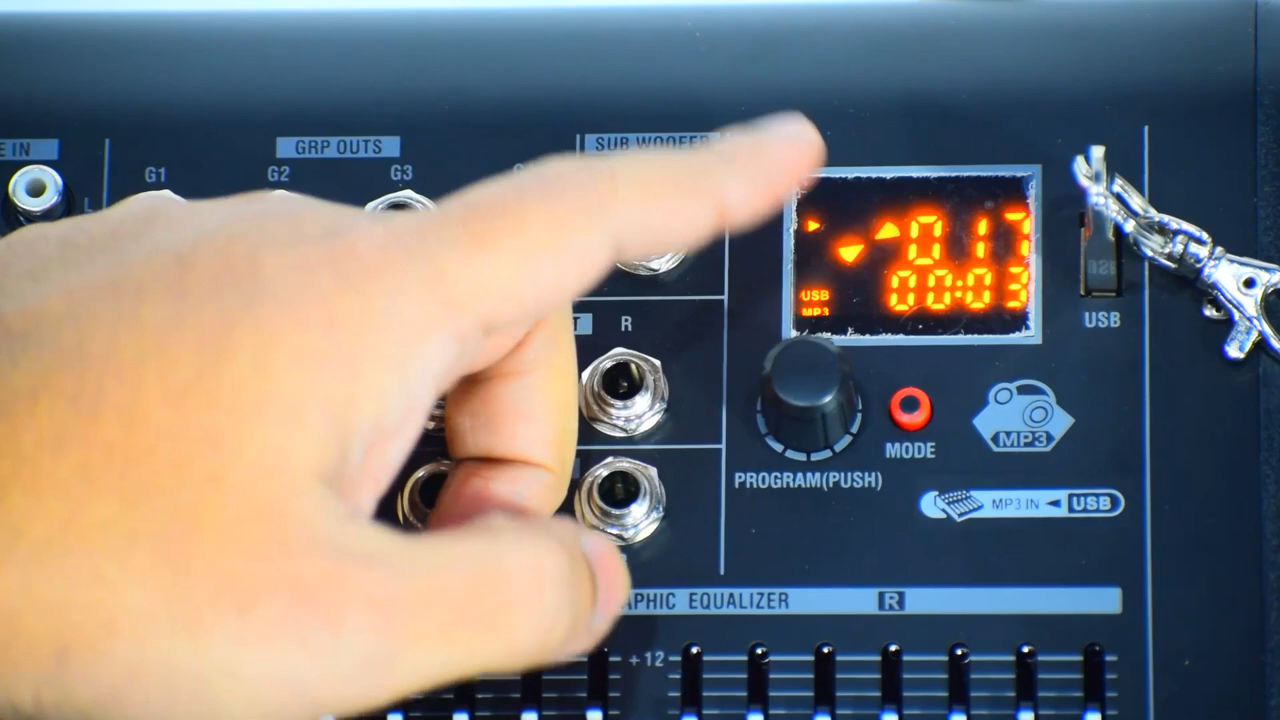 E IN
GRP OUTS
SUB WOOFER
G1
G2
G3
L
017
00:03
USB
MP3
USB
R
MODE
MP3
PROGRAM(PUSH)
MP3 IN ◄ USB
APHIC EQUALIZER R
+12